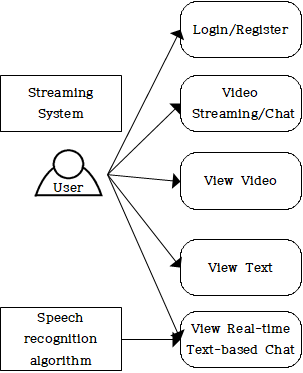 Login/Register
Streaming
System
Video
Streaming/Chat
User
View Video
View Text
Speech
recognition
algorithm
View Real-time
Text-based Chat